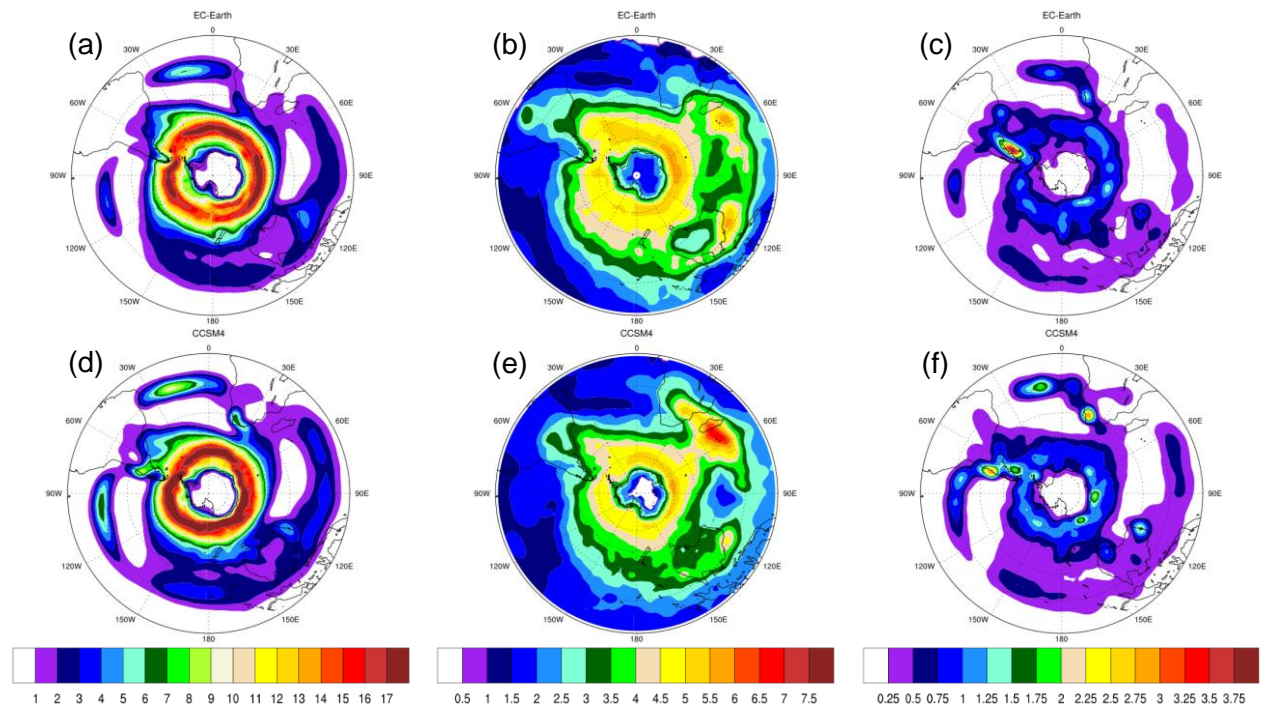 EC-Earth EC-Earth EC-Earth
(a) (b) (c)
0 0 0
30W 30E 30W 30E 30W 30E
60W 60E 60W 60E 60W 60E
90W 90E 90W 90E 90W 90E
120W 120E 120W 120E 120W 120E
150W 150E 150W 150E 150W 150E
180 180 180
CCSM4 CCSM4 CCSM4
(d) (e) (f)
0 0 0
30W 30E 30W 30E 30W 30E
60W 60E 60W 60E 60W 60E
90W 90E 90W 90E 90W 90E
120W 120E 120W 120E 120W 120E
150W 150E 150W 150E 150W 150E
180 180 180
1 2 3 4 5 6 7 8 9 10 11 12 13 14 15 16 17
0.5 1 1.5 2 2.5 3 3.5 4 4.5 5 5.5 6 6.5 7 7.5
0.25 0.5 0.75 1 1.25 1.5 1.75 2 2.25 2.5 2.75 3 3.25 3.5 3.75